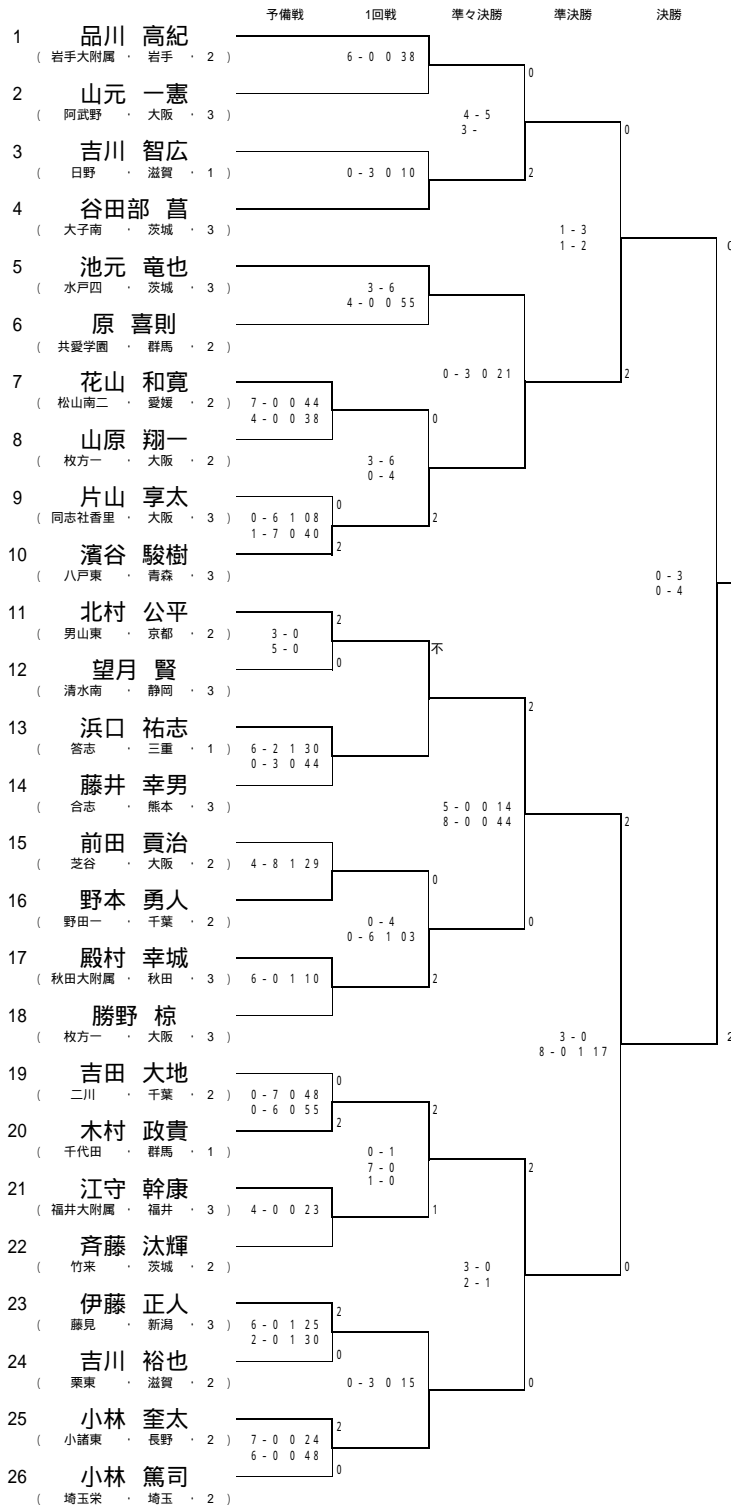 予備戦 1回戦 準々決勝 準決勝 決勝
1 品川 高紀
( 岩手大附属 ・ 岩手 ・ 2 )
6 - 0 0 38
0
2 山元 一憲
( 阿武野 ・ 大阪 ・ 3 )
4 - 5
3 -
0
3 吉川 智広
( 日野 ・ 滋賀 ・ 1 )
0 - 3 0 10
2
4 谷田部 菖
( 大子南 ・ 茨城 ・ 3 )
1 - 3
1 - 2
0
5 池元 竜也
( 水戸四 ・ 茨城 ・ 3 )
3 - 6
4 - 0 0 55
6 原 喜則
( 共愛学園 ・ 群馬 ・ 2 )
0 - 3 0 21
2
7 花山 和寛
( 松山南二 ・ 愛媛 ・ 2 )
7 - 0 0 44
4 - 0 0 38
0
8 山原 翔一
( 枚方一 ・ 大阪 ・ 2 )
3 - 6
0 - 4
9 片山 享太
( 同志社香里 ・ 大阪 ・ 3 )
0 - 6 1 08
1 - 7 0 40
0
2
2
10 濱谷 駿樹
( 八戸東 ・ 青森 ・ 3 )
0 - 3
0 - 4
11 北村 公平
( 男山東 ・ 京都 ・ 2 )
3 - 0
5 - 0
2
0
不
12 望月 賢
( 清水南 ・ 静岡 ・ 3 )
2
13 浜口 祐志
( 答志 ・ 三重 ・ 1 )
6 - 2 1 30
0 - 3 0 44
14 藤井 幸男
( 合志 ・ 熊本 ・ 3 )
5 - 0 0 14
8 - 0 0 44
2
15 前田 貢治
( 芝谷 ・ 大阪 ・ 2 )
4 - 8 1 29
0
16 野本 勇人
( 野田一 ・ 千葉 ・ 2 )
0 - 4
0 - 6 1 03
0
17 殿村 幸城
( 秋田大附属 ・ 秋田 ・ 3 )
6 - 0 1 10
2
18 勝野 椋
( 枚方一 ・ 大阪 ・ 3 )
3 - 0
8 - 0 1 17
2
19 吉田 大地
( 二川 ・ 千葉 ・ 2 )
0 - 7 0 48
0 - 6 0 55
0
2
2
20 木村 政貴
( 千代田 ・ 群馬 ・ 1 )
0 - 1
7 - 0
1 - 0
2
21 江守 幹康
( 福井大附属 ・ 福井 ・ 3 )
4 - 0 0 23
1
22 斉藤 汰輝
( 竹来 ・ 茨城 ・ 2 )
3 - 0
2 - 1
0
23 伊藤 正人
( 藤見 ・ 新潟 ・ 3 )
6 - 0 1 25
2 - 0 1 30
2
0
24 吉川 裕也
( 栗東 ・ 滋賀 ・ 2 )
0 - 3 0 15
0
25 小林 奎太
( 小諸東 ・ 長野 ・ 2 )
7 - 0 0 24
6 - 0 0 48
2
0
26 小林 篤司
( 埼玉栄 ・ 埼玉 ・ 2 )